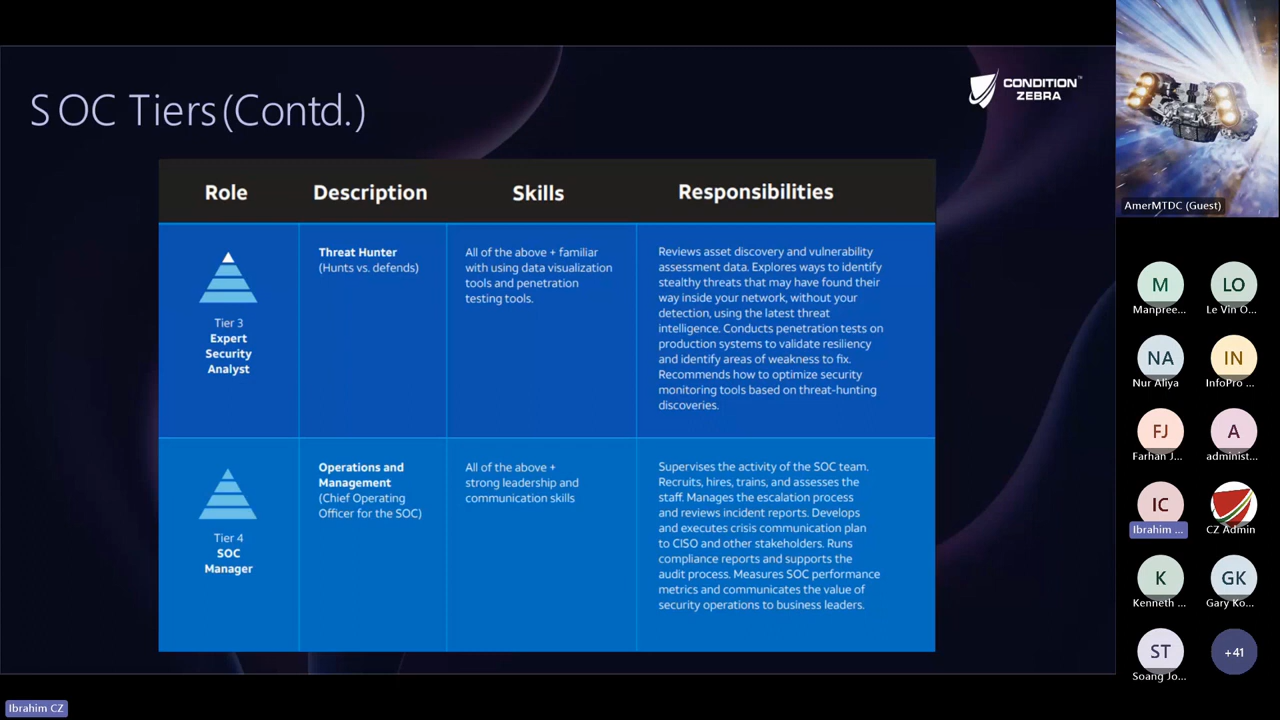 SOC Tiers (Contd.)
CONDITION
ZEBRA
™
Role
Description
Skills
Responsibilities
Tier 3
Expert
Security
Analyst
Threat Hunter
(Hunts vs. defends)
All of the above + familiar
with using data visualization
tools and penetration
testing tools.
Reviews asset discovery and vulnerability
assessment data. Explores ways to identify
stealthy threats that may have found their
way inside your network, without your
detection, using the latest threat
intelligence. Conducts penetration tests on
production systems to validate resiliency
and identify areas of weakness to fix.
Recommends how to optimize security
monitoring tools based on threat-hunting
discoveries.
Tier 4
SOC
Manager
Operations and
Management
(Chief Operating
Officer for the SOC)
All of the above +
strong leadership and
communication skills
Supervises the activity of the SOC team.
Recruits, hires, trains, and assesses the
staff. Manages the escalation process
and reviews incident reports. Develops
and executes crisis communication plan
to CISO and other stakeholders. Runs
compliance reports and supports the
audit process. Measures SOC performance
metrics and communicates the value of
security operations to business leaders.
Ibrahim CZ
AmerMTDC (Guest)
M
Manpree...
LO
Le Vin O...
NA
Nur Aliya
IN
InfoPro ...
FJ
Farhan J...
A
administ...
IC
Ibrahim ...
CZ Admin
K
Kenneth ...
GK
Gary Ko...
ST
Soang Jo...
+41